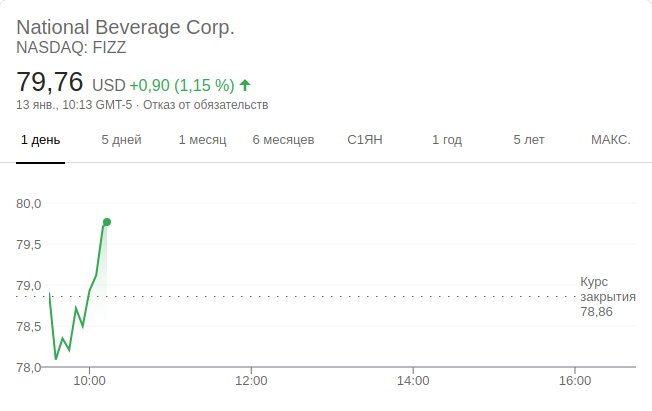 National Beverage Corp.
NASDAQ: FIZZ
79,76 USD +0,90 (1,15 %)
13 янв., 10:13 GMT-5 · Отказ от обязательств
1 день 5 дней 1 месяц 6 месяцев С1ЯН 1 год 5 лет МАКС.
80,0
79,5
79,0
78,5
78,0
Курс
закрытия
78,86
10:00 12:00 14:00 16:00